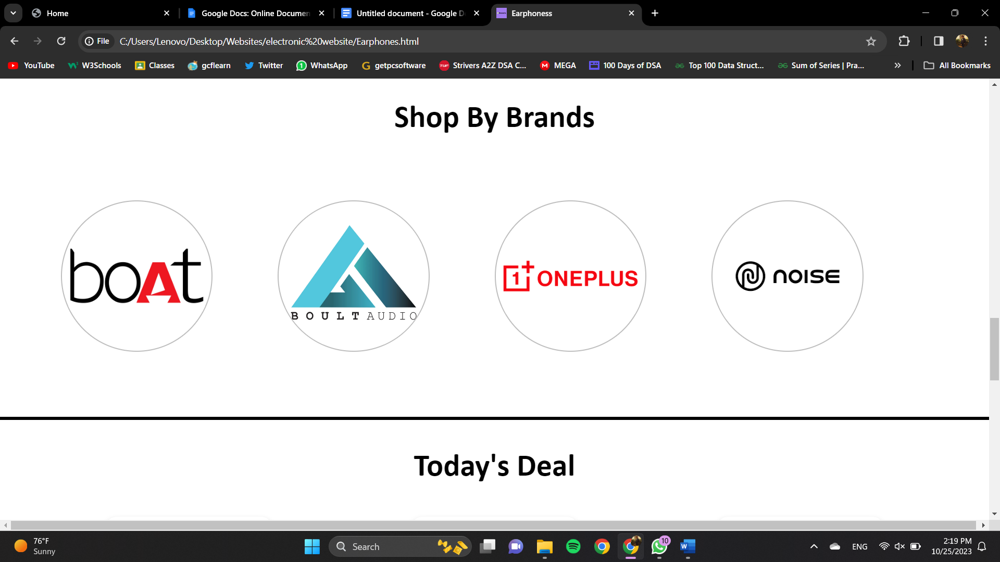 Home
Google Docs: Online Documen
Untitled document - Google D
Earphoness
File
C:/Users/Lenovo/Desktop/Websites/electronic%20website/Earphones.html
YouTube
W3Schools
Classes
gcflearn
Twitter
1 WhatsApp
getpcsoftware
TUF Strivers A2Z DSA C...
MEGA
100 Days of DSA
Top 100 Data Struct...
Sum of Series | Pra...
All Bookmarks
Shop By Brands
boAt
BOULT AUDIO
1+ ONEPLUS
NOISE
Today's Deal
76°F
Sunny
Search
10
W
ENG
2:19 PM
10/25/2023